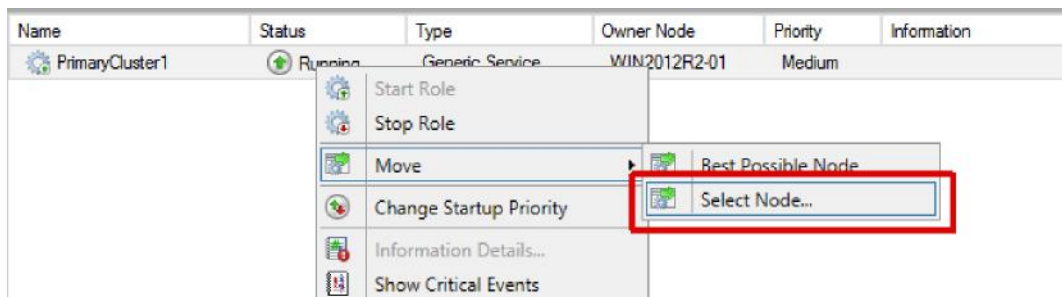 Name Status Type Owner Node Priority Information
PrimaryCluster1 Running Generic Service WIN2012R2-01 Medium
Start Role
Stop Role
Move Best Possible Node
Select Node...
Change Startup Priority
Information Details...
Show Critical Events